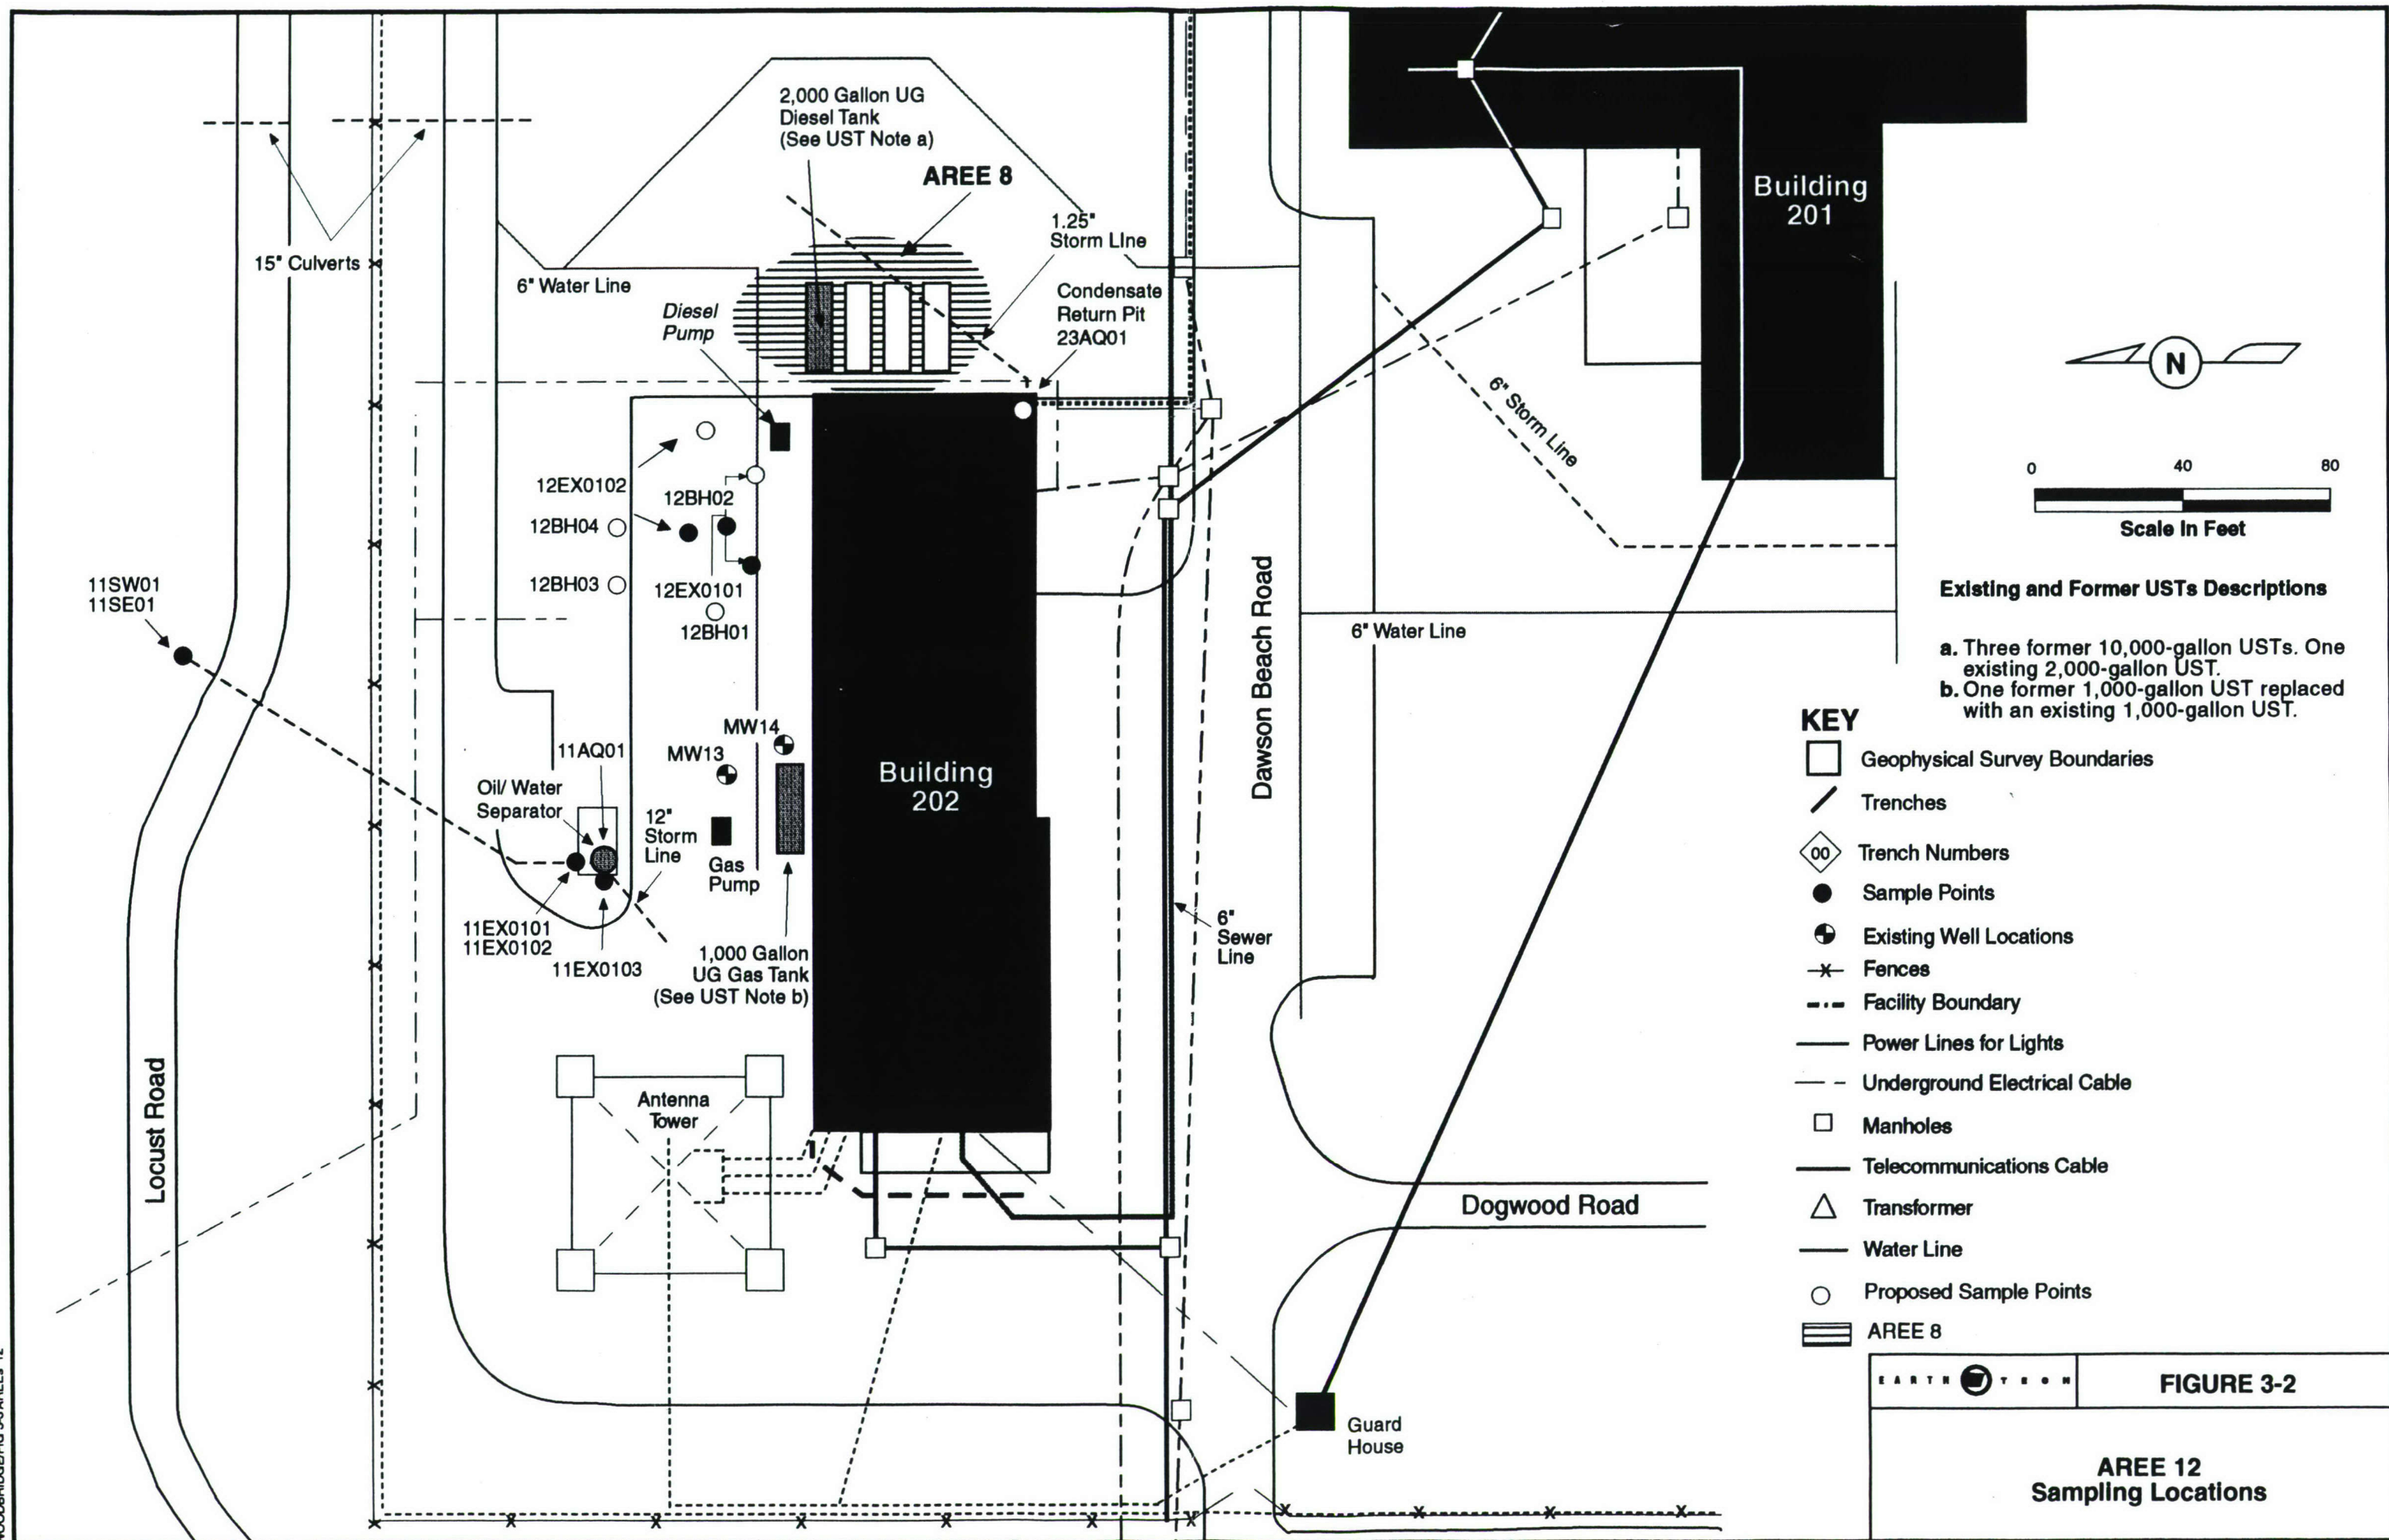 2,000 Gallon UG
Diesel Tank
(See UST Note a)
AREE 8
1.25"
Storm LIne
15" Culverts
6" Water Line
Diesel
Pump
Condensate
Return Pit
23AQ01
Building
201
N
6" Storm Line
0 40 80
Scale In Feet
12EX0102
12BH02
12BH04
12BH03
12EX0101
12BH01
11SW01
11SE01
6" Water Line
Dawson Beach Road
Existing and Former USTs Descriptions
a. Three former 10,000-gallon USTs. One
existing 2,000-gallon UST.
b. One former 1,000-gallon UST replaced
with an existing 1,000-gallon UST.
MW14
MW13
11AQ01
Oil/ Water
Separator
12"
Storm
Line
Gas
Pump
Building
202
11EX0101
11EX0102
11EX0103
1,000 Gallon
UG Gas Tank
(See UST Note b)
6"
Sewer
Line
KEY
Geophysical Survey Boundaries
Trenches
00 Trench Numbers
Sample Points
Existing Well Locations
Fences
Facility Boundary
Power Lines for Lights
Underground Electrical Cable
Manholes
Telecommunications Cable
Transformer
Water Line
Proposed Sample Points
AREE 8
Locust Road
Antenna
Tower
Dogwood Road
Guard
House
EARTH TECH
FIGURE 3-2
AREE 12
Sampling Locations